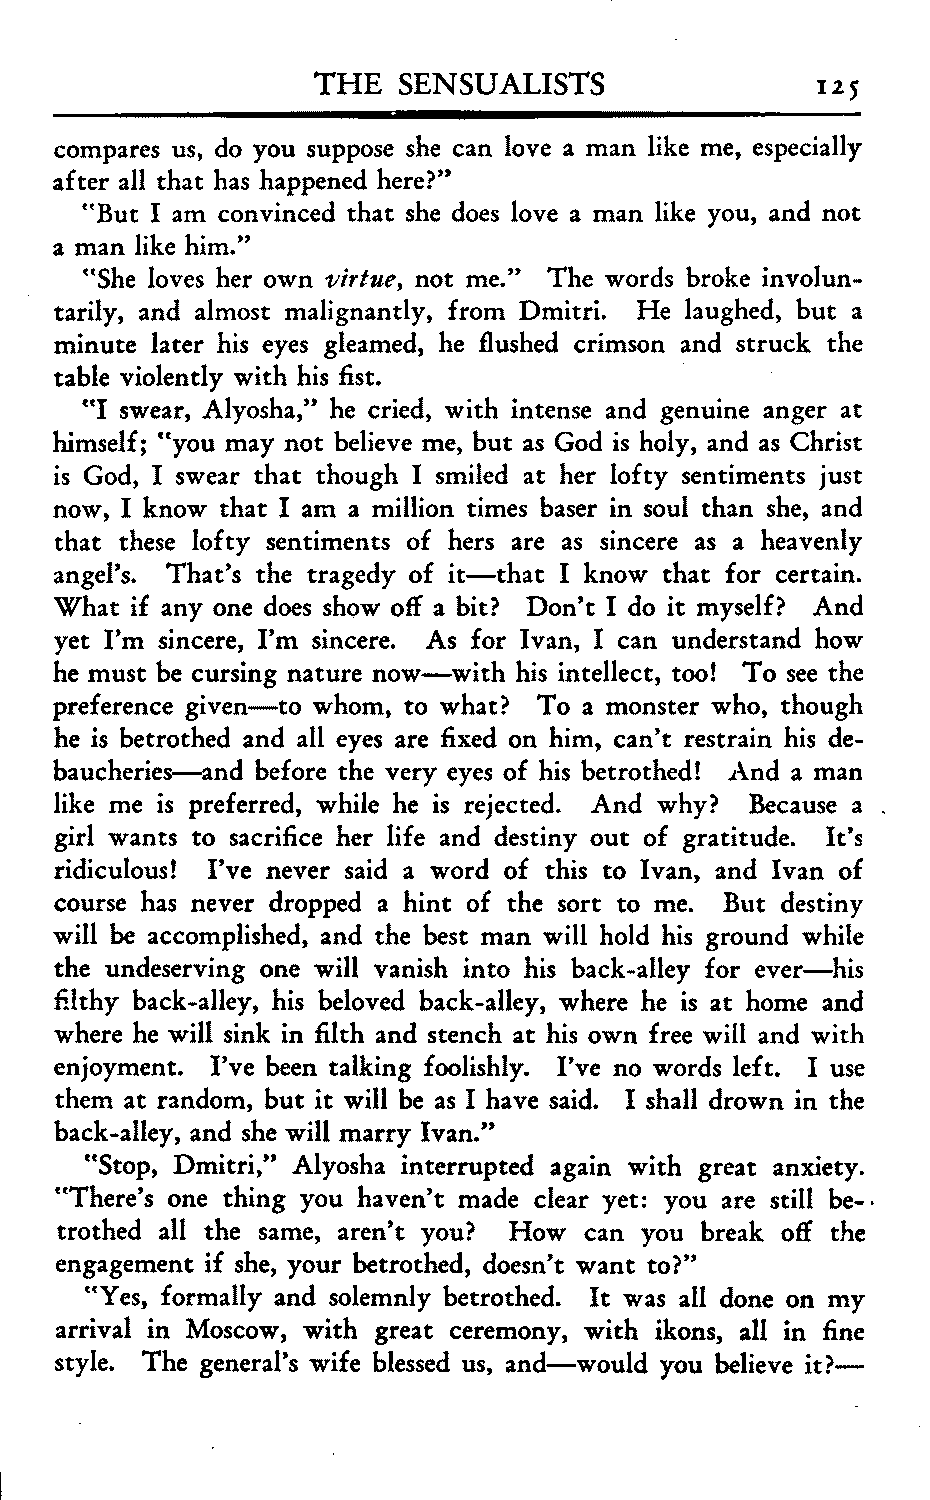 THE SENSUALISTS 125
compares us, do you suppose she can love a man like me, especially
after all that has happened here?"
"But I am convinced that she does love a man like you, and not
a man like him."
"She loves her own virtue, not me." The words broke involun-
tarily, and almost malignantly, from Dmitri. He laughed, but a
minute later his eyes gleamed, he flushed crimson and struck the
table violently with his fist.
"I swear, Alyosha," he cried, with intense and genuine anger at
himself; "you may not believe me, but as God is holy, and as Christ
is God, I swear that though I smiled at her lofty sentiments just
now, I know that I am a million times baser in soul than she, and
that these lofty sentiments of hers are as sincere as a heavenly
angel's. That's the tragedy of it—that I know that for certain.
What if any one does show off a bit? Don't I do it myself? And
yet I'm sincere, I'm sincere. As for Ivan, I can understand how
he must be cursing nature now—with his intellect, too! To see the
preference given—to whom, to what? To a monster who, though
he is betrothed and all eyes are fixed on him, can't restrain his de-
baucheries—and before the very eyes of his betrothed! And a man
like me is preferred, while he is rejected. And why? Because a
girl wants to sacrifice her life and destiny out of gratitude. It's
ridiculous! I've never said a word of this to Ivan, and Ivan of
course has never dropped a hint of the sort to me. But destiny
will be accomplished, and the best man will hold his ground while
the undeserving one will vanish into his back-alley for ever—his
filthy back-alley, his beloved back-alley, where he is at home and
where he will sink in filth and stench at his own free will and with
enjoyment. I've been talking foolishly. I've no words left. I use
them at random, but it will be as I have said. I shall drown in the
back-alley, and she will marry Ivan."
"Stop, Dmitri," Alyosha interrupted again with great anxiety.
"There's one thing you haven't made clear yet: you are still be-
trothed all the same, aren't you? How can you break off the
engagement if she, your betrothed, doesn't want to?"
"Yes, formally and solemnly betrothed. It was all done on my
arrival in Moscow, with great ceremony, with ikons, all in fine
style. The general's wife blessed us, and—would you believe it?—